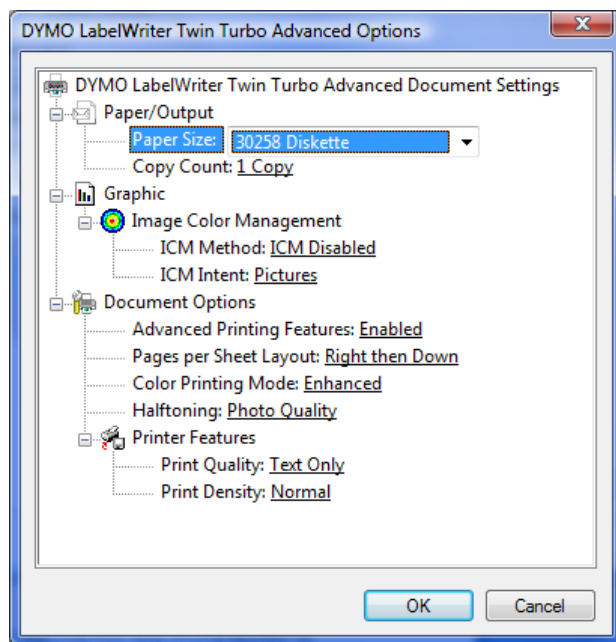 DYMO LabelWriter Twin Turbo Advanced Options
DYMO LabelWriter Twin Turbo Advanced Document Settings
Paper/Output
Paper Size: 30258 Diskette
Copy Count: 1 Copy
Graphic
Image Color Management
ICM Method: ICM Disabled
ICM Intent: Pictures
Document Options
Advanced Printing Features: Enabled
Pages per Sheet Layout: Right then Down
Color Printing Mode: Enhanced
Halftoning: Photo Quality
Printer Features
Print Quality: Text Only
Print Density: Normal
OK Cancel